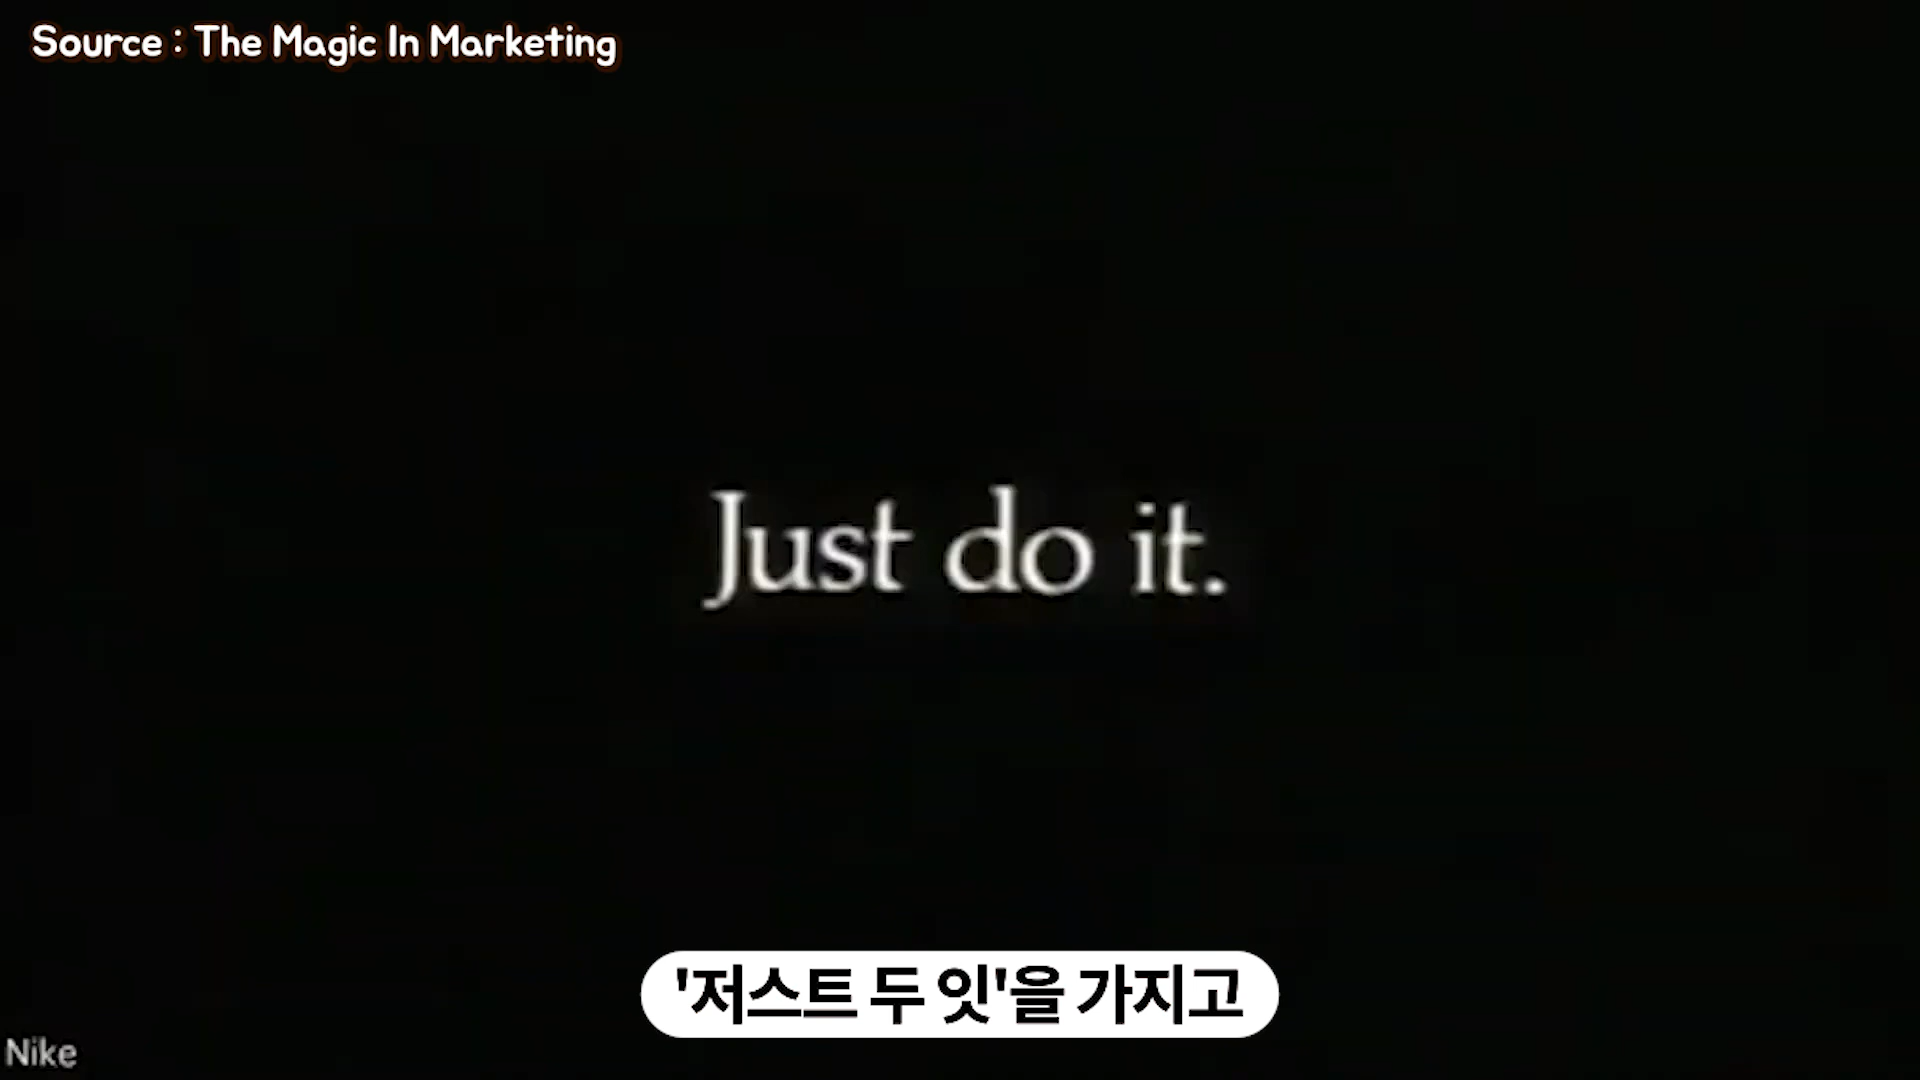 Source : The Magic In Marketing
Just do it.
'저스트 두 잇'을 가지고
Nike